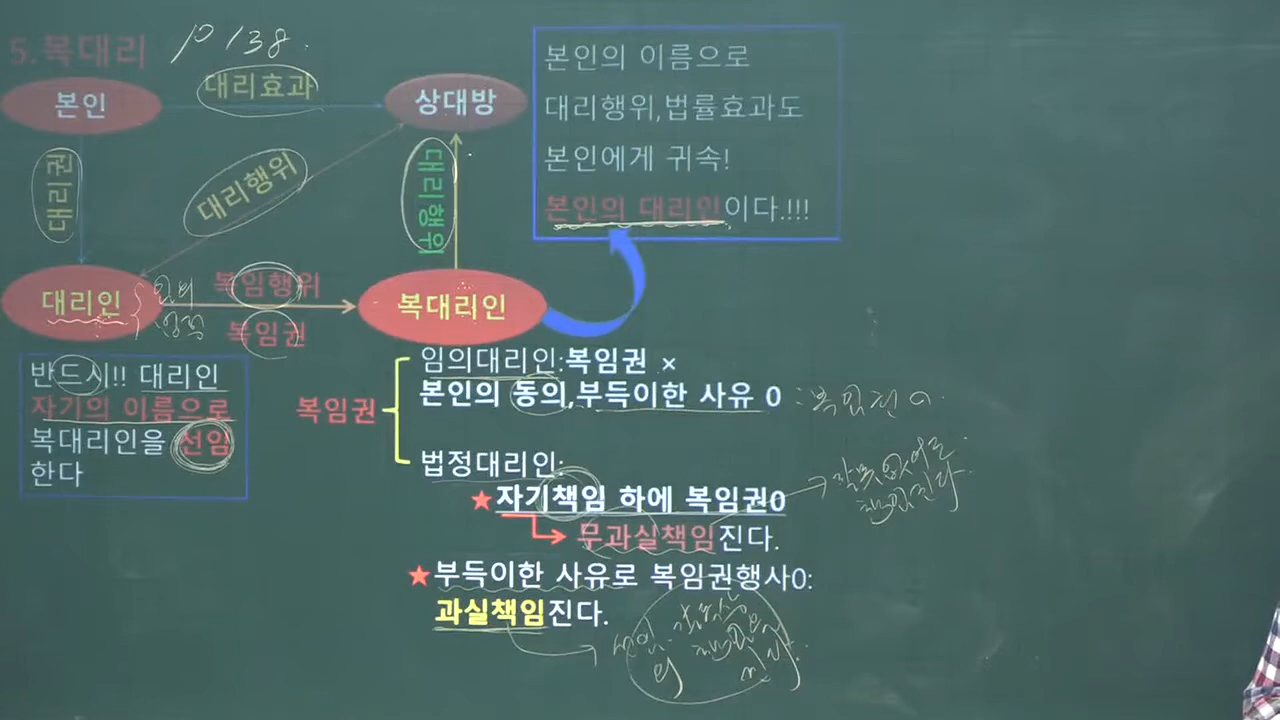 5.복대리 p 138.
본인
대리효과
상대방
대리권
대리행위
대리행위
대리인
임의
법정
복임행위
복임권
복대리인
본인의 이름으로
대리행위,법률효과도
본인에게 귀속!
본인의 대리인이다.!!!
반드시!! 대리인
자기의 이름으로
복대리인을 선임
한다
복임권
임의대리인:복임권 ×
본인의 동의,부득이한 사유 0
법정대리인:
★자기책임 하에 복임권0
무과실책임진다.
★부득이한 사유로 복임권행사0:
과실책임진다.